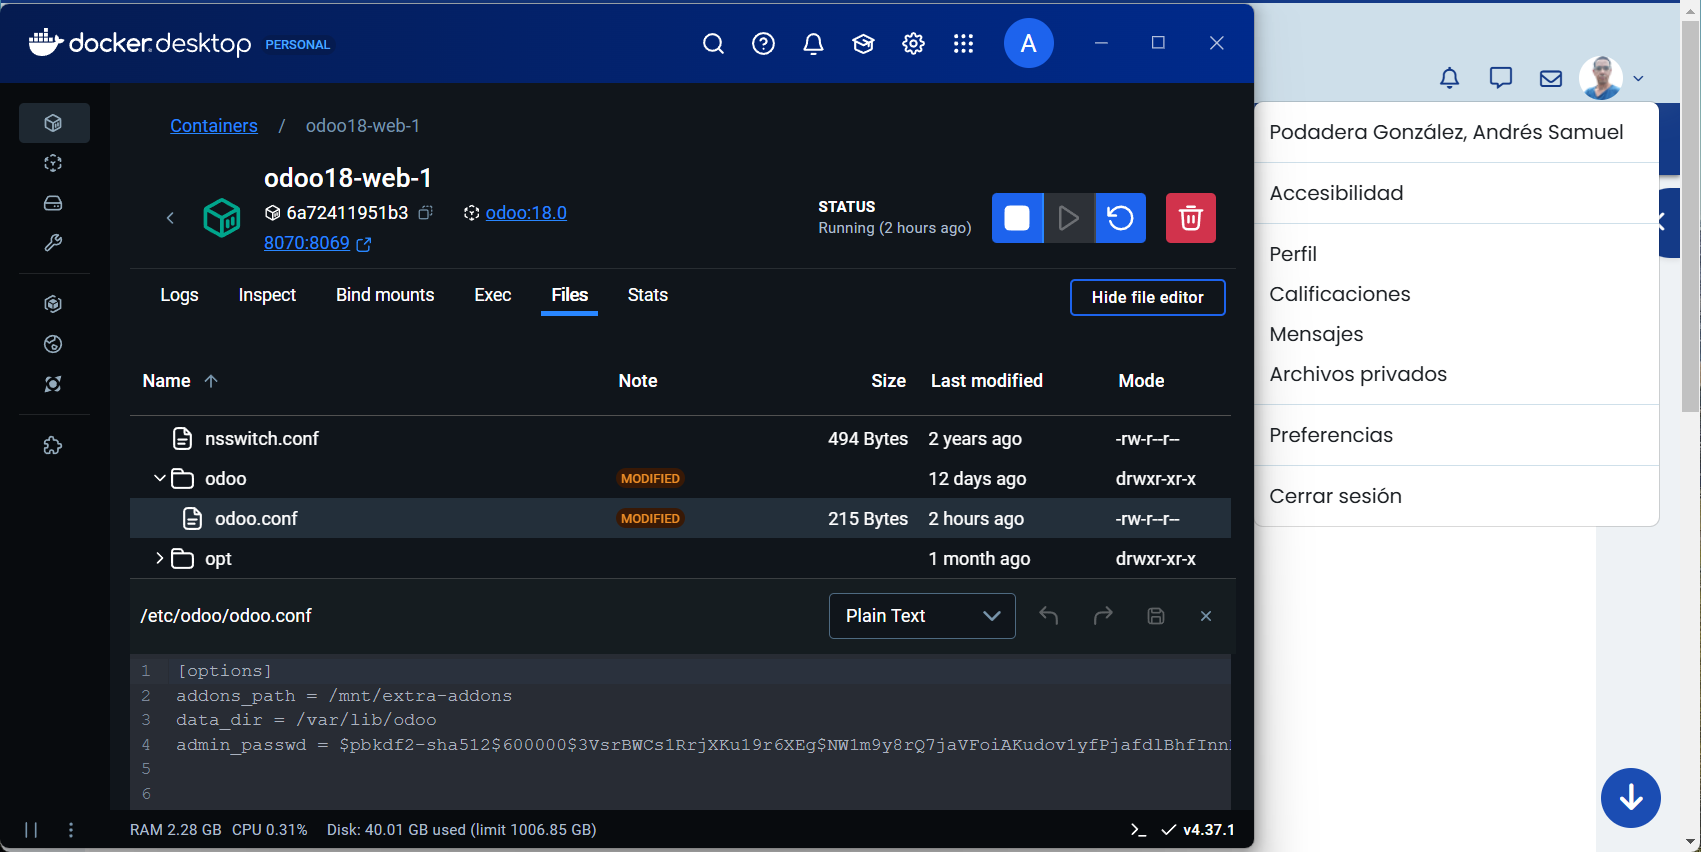 docker.desktop PERSONAL
A
Containers / odoo18-web-1
odoo18-web-1
6a72411951b3 odoo:18.0
8070:8069
STATUS
Running (2 hours ago)
Logs Inspect Bind mounts Exec Files Stats
Hide file editor
Name Note Size Last modified Mode
nsswitch.conf 494 Bytes 2 years ago -rw-r--r--
odoo MODIFIED 12 days ago drwxr-xr-x
odoo.conf MODIFIED 215 Bytes 2 hours ago -rw-r--r--
opt 1 month ago drwxr-xr-x
/etc/odoo/odoo.conf
Plain Text
1 [options]
2 addons_path = /mnt/extra-addons
3 data_dir = /var/lib/odoo
4 admin_passwd = $pbkdf2-sha512$600000$3VsrBWCs1RrjXKu19r6XEg$NW1m9y8rQ7jaVFoiAKudov1yfPjafdlBhfInn
5
6
RAM 2.28 GB CPU 0.31% Disk: 40.01 GB used (limit 1006.85 GB)
v4.37.1
Podadera González, Andrés Samuel
Accesibilidad
Perfil
Calificaciones
Mensajes
Archivos privados
Preferencias
Cerrar sesión